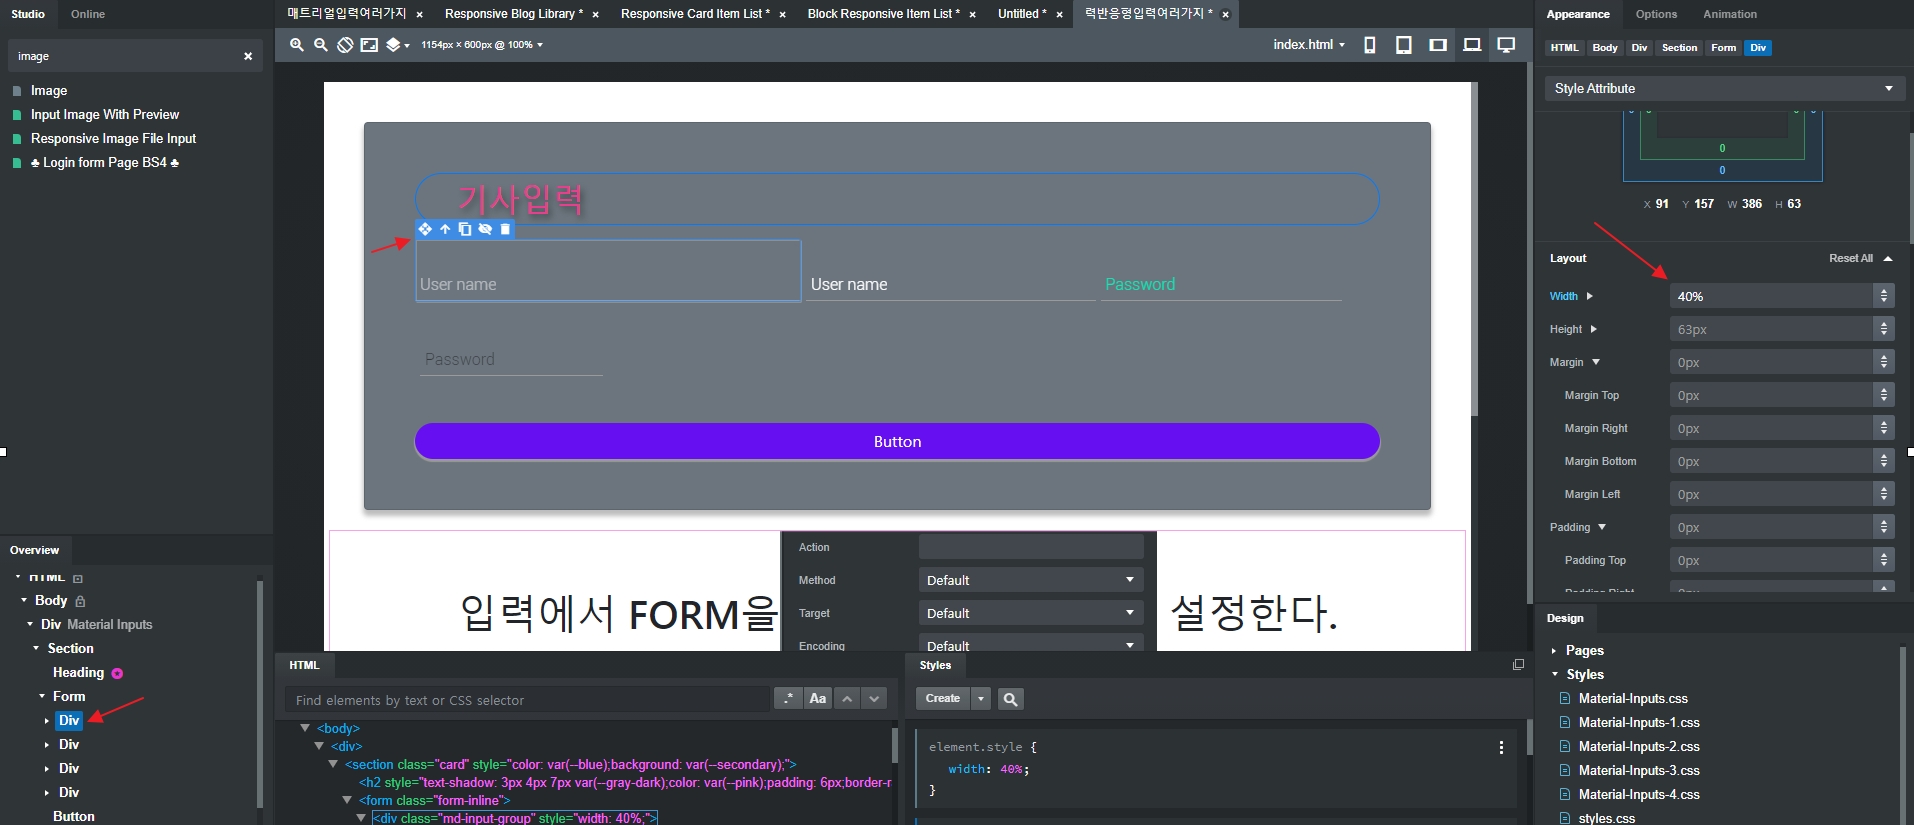 Studio Online
image
Image
Input Image With Preview
Responsive Image File Input
♣ Login form Page BS4 ♣
Overview
HTML
Body
Div Material Inputs
Section
Heading
Form
Div
Div
Div
Div
Button
매트리얼입력여러가지 × Responsive Blog Library * × Responsive Card Item List * × Block Responsive Item List * × Untitled * × 력반응형입력여러가지 * ×
1154px × 600px @ 100% index.html
기사입력
User name User name Password
Password
Button
입력에서 FORM을 설정한다.
Action
Method Default
Target Default
Encoding Default
HTML
Find elements by text or CSS selector .* Aa
<body>
<div>
<section class="card" style="color: var(--blue);background: var(--secondary);">
<h2 style="text-shadow: 3px 4px 7px var(--gray-dark);color: var(--pink);padding: 6px;border-r
<form class="form-inline">
<div class="md-input-group" style="width: 40%;">
Styles
Create
element.style {
width: 40%;
}
Appearance Options Animation
HTML Body Div Section Form Div
Style Attribute
0
0
X 91 Y 157 W 386 H 63
Layout Reset All
Width 40%
Height 63px
Margin 0px
Margin Top 0px
Margin Right 0px
Margin Bottom 0px
Margin Left 0px
Padding 0px
Padding Top 0px
Padding Right 0px
Design
Pages
Styles
Material-Inputs.css
Material-Inputs-1.css
Material-Inputs-2.css
Material-Inputs-3.css
Material-Inputs-4.css
styles.css